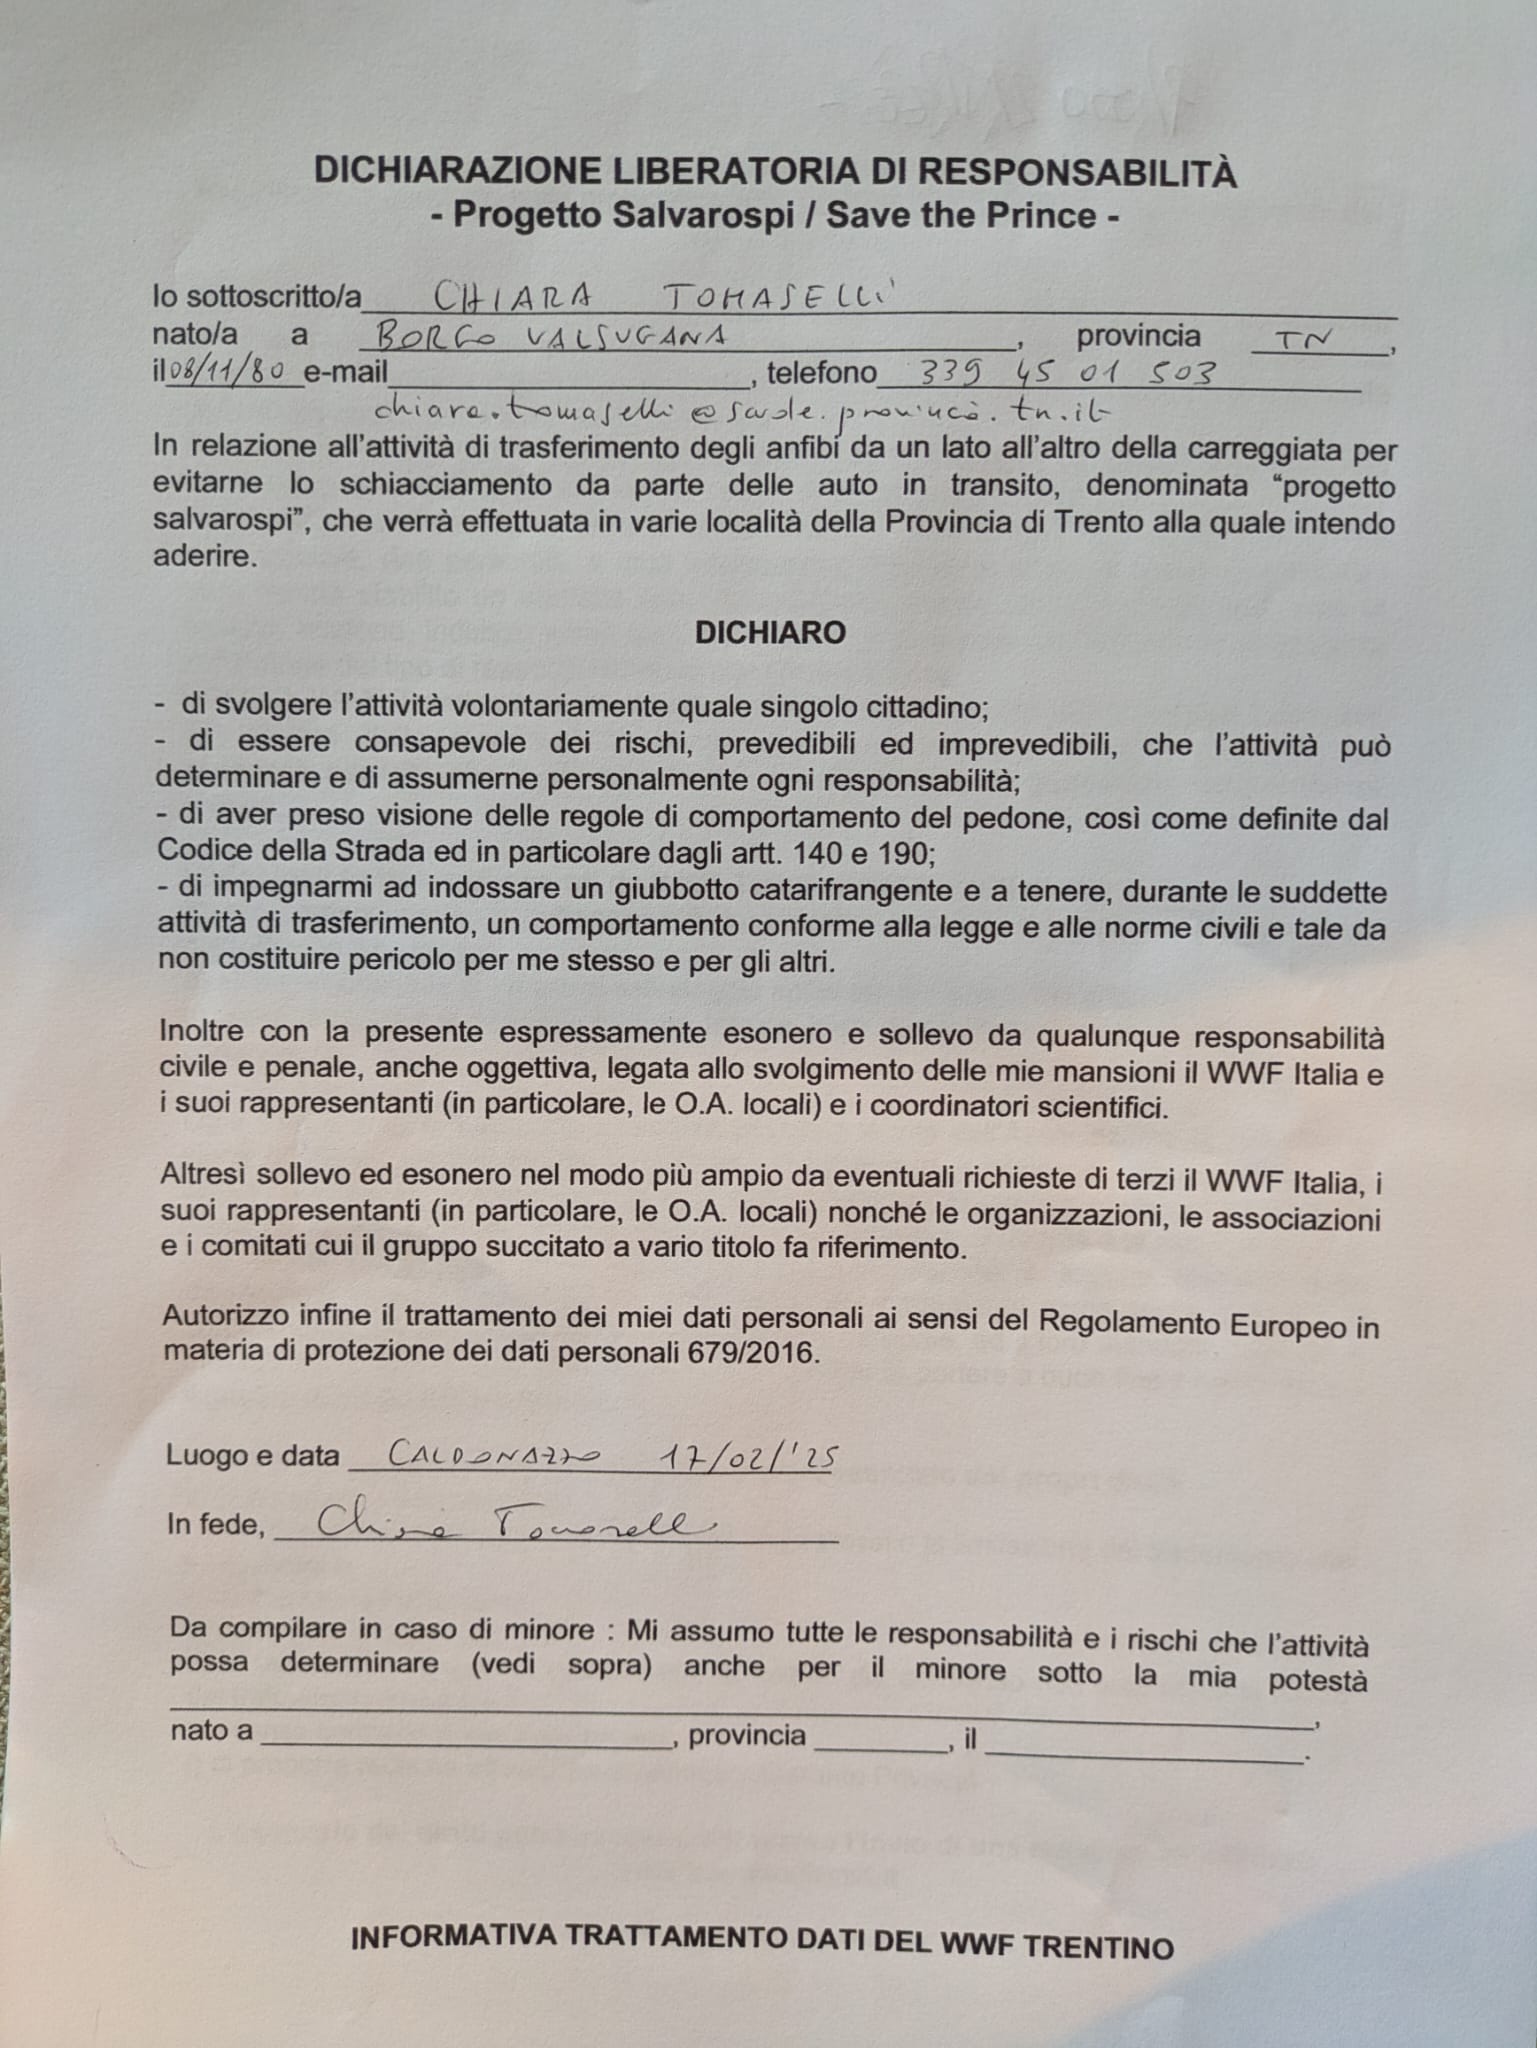 DICHIARAZIONE LIBERATORIA DI RESPONSABILITÀ
- Progetto Salvarospi / Save the Prince -
Io sottoscritto/a CHIARA TOMASELLI
nato/a a BORGO VALSUGANA, provincia TN,
il 08/11/80 e-mail , telefono 339 45 01 503
chiara.tomaselli@scuole.provincia.tn.it
In relazione all'attività di trasferimento degli anfibi da un lato all'altro della carreggiata per
evitarne lo schiacciamento da parte delle auto in transito, denominata "progetto
salvarospi", che verrà effettuata in varie località della Provincia di Trento alla quale intendo
aderire.
DICHIARO
- di svolgere l'attività volontariamente quale singolo cittadino;
- di essere consapevole dei rischi, prevedibili ed imprevedibili, che l'attività può
determinare e di assumerne personalmente ogni responsabilità;
- di aver preso visione delle regole di comportamento del pedone, così come definite dal
Codice della Strada ed in particolare dagli artt. 140 e 190;
- di impegnarmi ad indossare un giubbotto catarifrangente e a tenere, durante le suddette
attività di trasferimento, un comportamento conforme alla legge e alle norme civili e tale da
non costituire pericolo per me stesso e per gli altri.
Inoltre con la presente espressamente esonero e sollevo da qualunque responsabilità
civile e penale, anche oggettiva, legata allo svolgimento delle mie mansioni il WWF Italia e
i suoi rappresentanti (in particolare, le O.A. locali) e i coordinatori scientifici.
Altresì sollevo ed esonero nel modo più ampio da eventuali richieste di terzi il WWF Italia, i
suoi rappresentanti (in particolare, le O.A. locali) nonché le organizzazioni, le associazioni
e i comitati cui il gruppo succitato a vario titolo fa riferimento.
Autorizzo infine il trattamento dei miei dati personali ai sensi del Regolamento Europeo in
materia di protezione dei dati personali 679/2016.
Luogo e data CALDONAZZO 17/02/'25
In fede, Chiara Tomaselli
Da compilare in caso di minore : Mi assumo tutte le responsabilità e i rischi che l'attività
possa determinare (vedi sopra) anche per il minore sotto la mia potestà
,
nato a , provincia , il .
INFORMATIVA TRATTAMENTO DATI DEL WWF TRENTINO